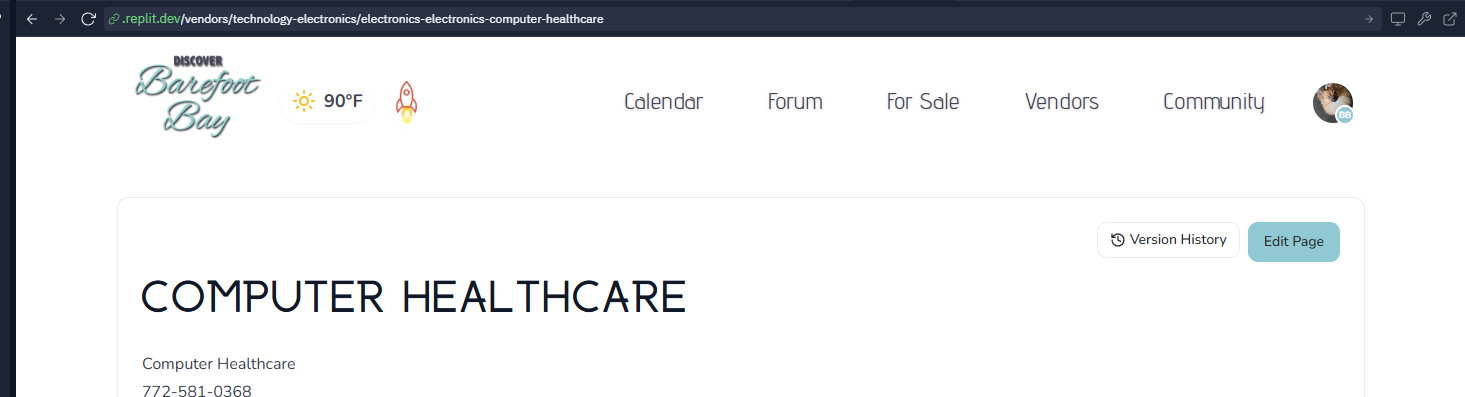 .replit.dev/vendors/technology-electronics/electronics-electronics-computer-healthcare
DISCOVER
Barefoot
Bay
90°F
Calendar Forum For Sale Vendors Community
BB
Version History Edit Page
COMPUTER HEALTHCARE
Computer Healthcare
772-581-0368